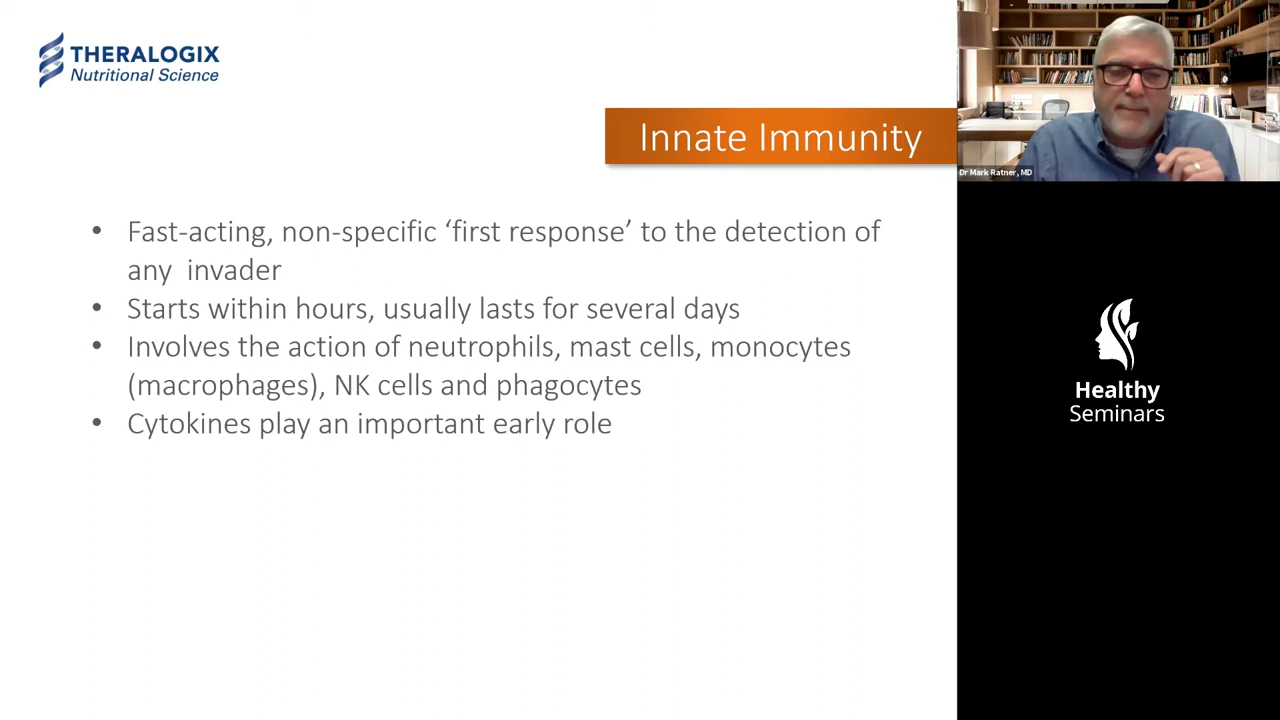 THERALOGIX
Nutritional Science
Innate Immunity
Dr Mark Ratner, MD
• Fast-acting, non-specific ‘first response’ to the detection of
any  invader
• Starts within hours, usually lasts for several days
• Involves the action of neutrophils, mast cells, monocytes
(macrophages), NK cells and phagocytes
• Cytokines play an important early role
Healthy
Seminars